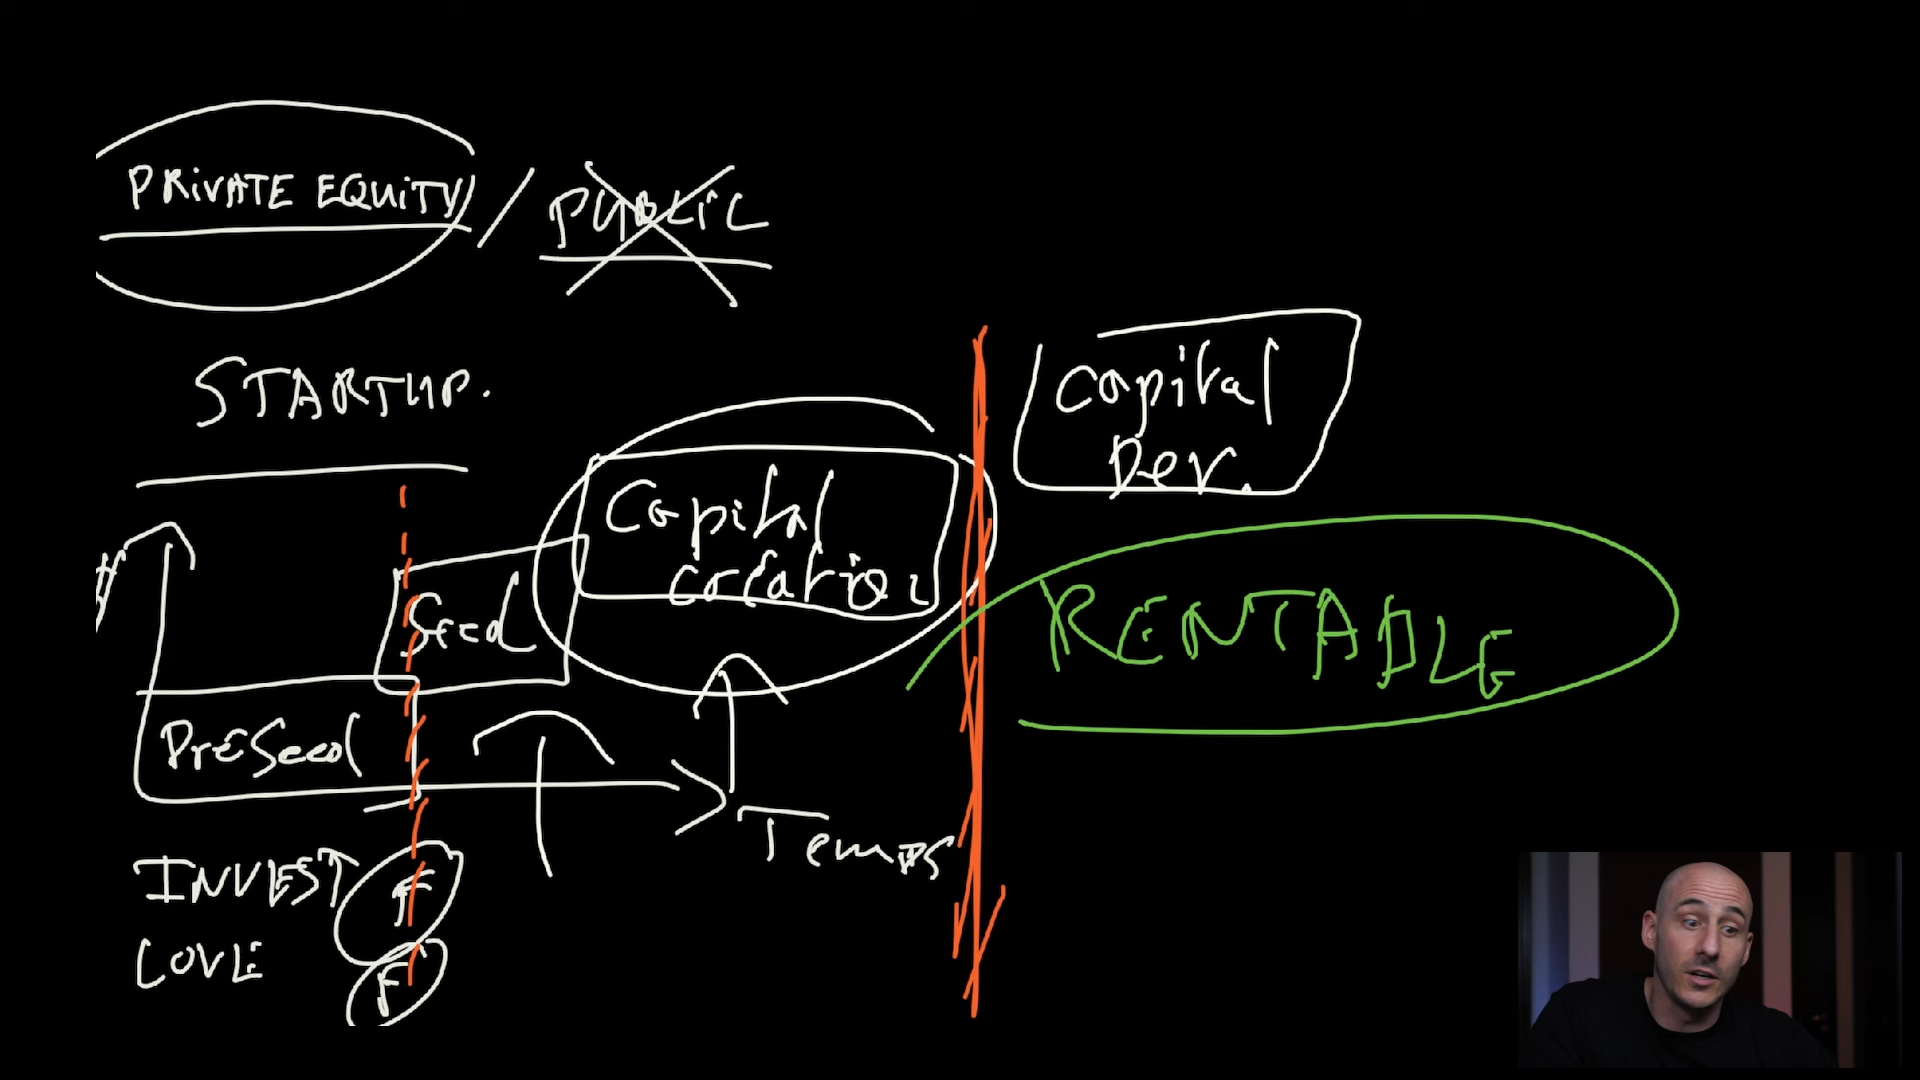 PRIVATE EQUITY / PUBLIC
STARTUP.
Capital
Dev.
Capital
création
Seed
RENTABLE
PreSeed
Temps
INVEST F
LOVE F